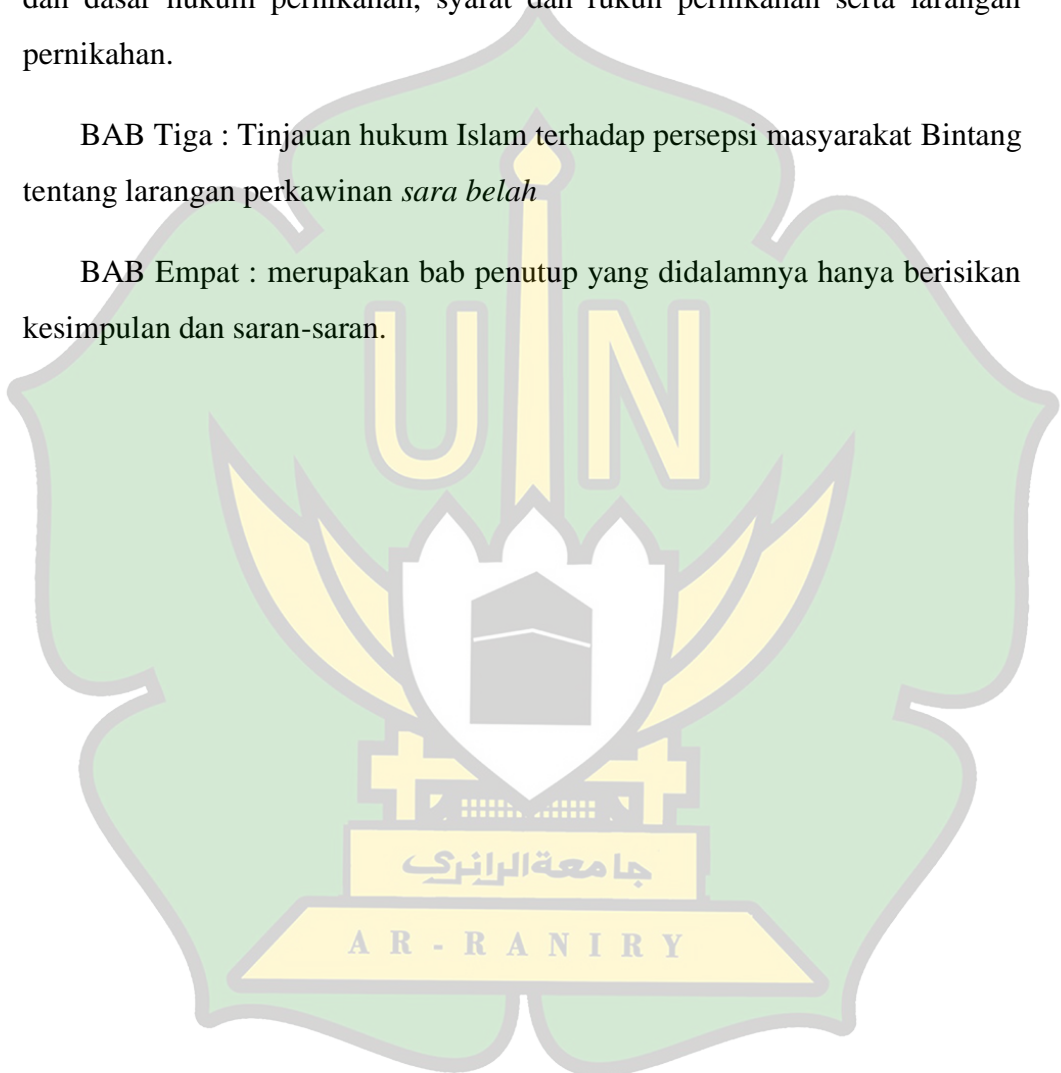 dan dasar hukum pernikahan, syarat dan rukun pernikahan serta larangan
pernikahan.
BAB Tiga : Tinjauan hukum Islam terhadap persepsi masyarakat Bintang
tentang larangan perkawinan sara belah
BAB Empat : merupakan bab penutup yang didalamnya hanya berisikan
kesimpulan dan saran-saran.
UIN
جامعة الرانري
AR-RANIRY